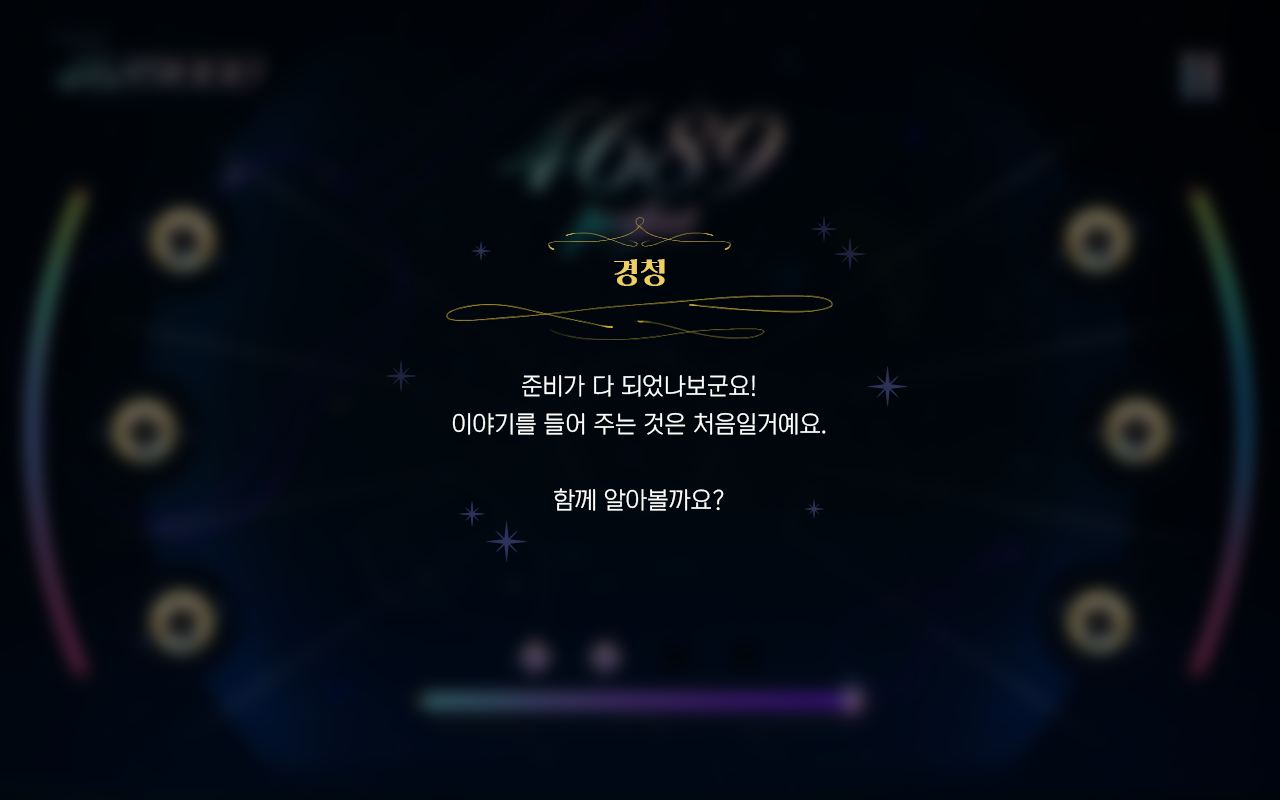 4689
경청
준비가 다 되었나보군요!
이야기를 들어 주는 것은 처음일거예요.
함께 알아볼까요?